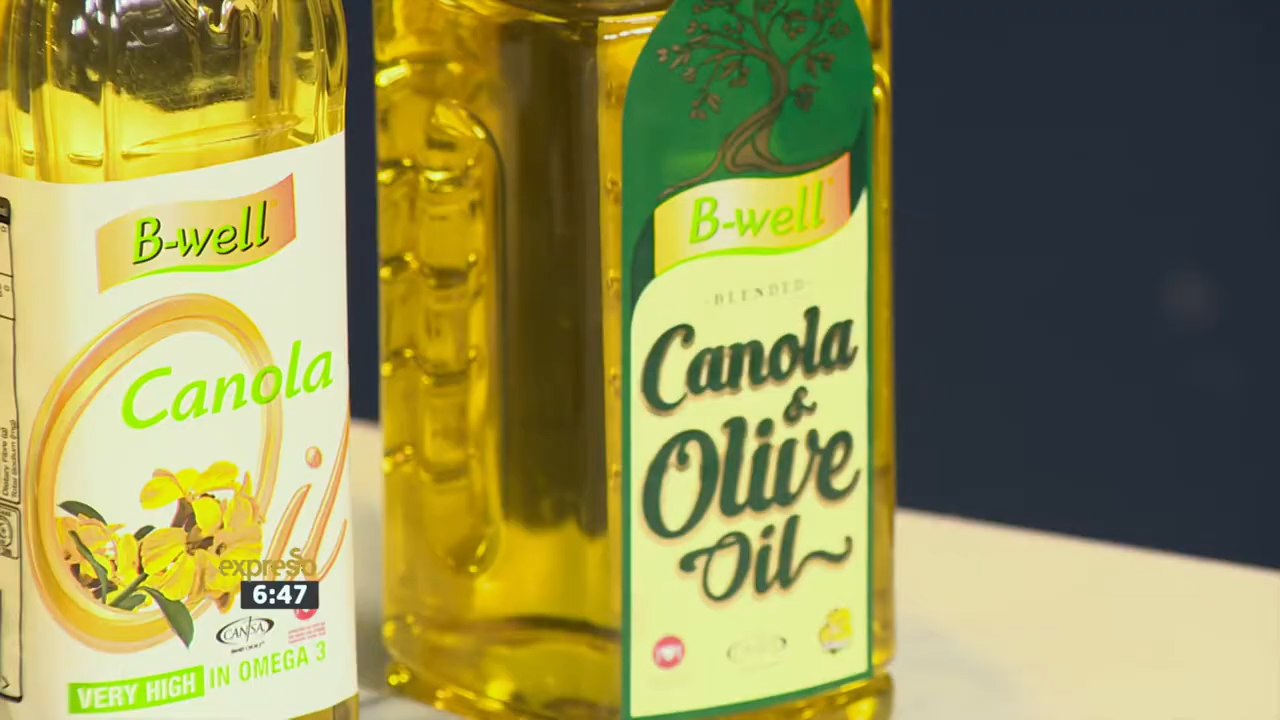 B-well
Canola
Oil
expresso
6:47
CANSA
VERY HIGH IN OMEGA 3
B-well
BLENDED
Canola
&
Olive
Oil